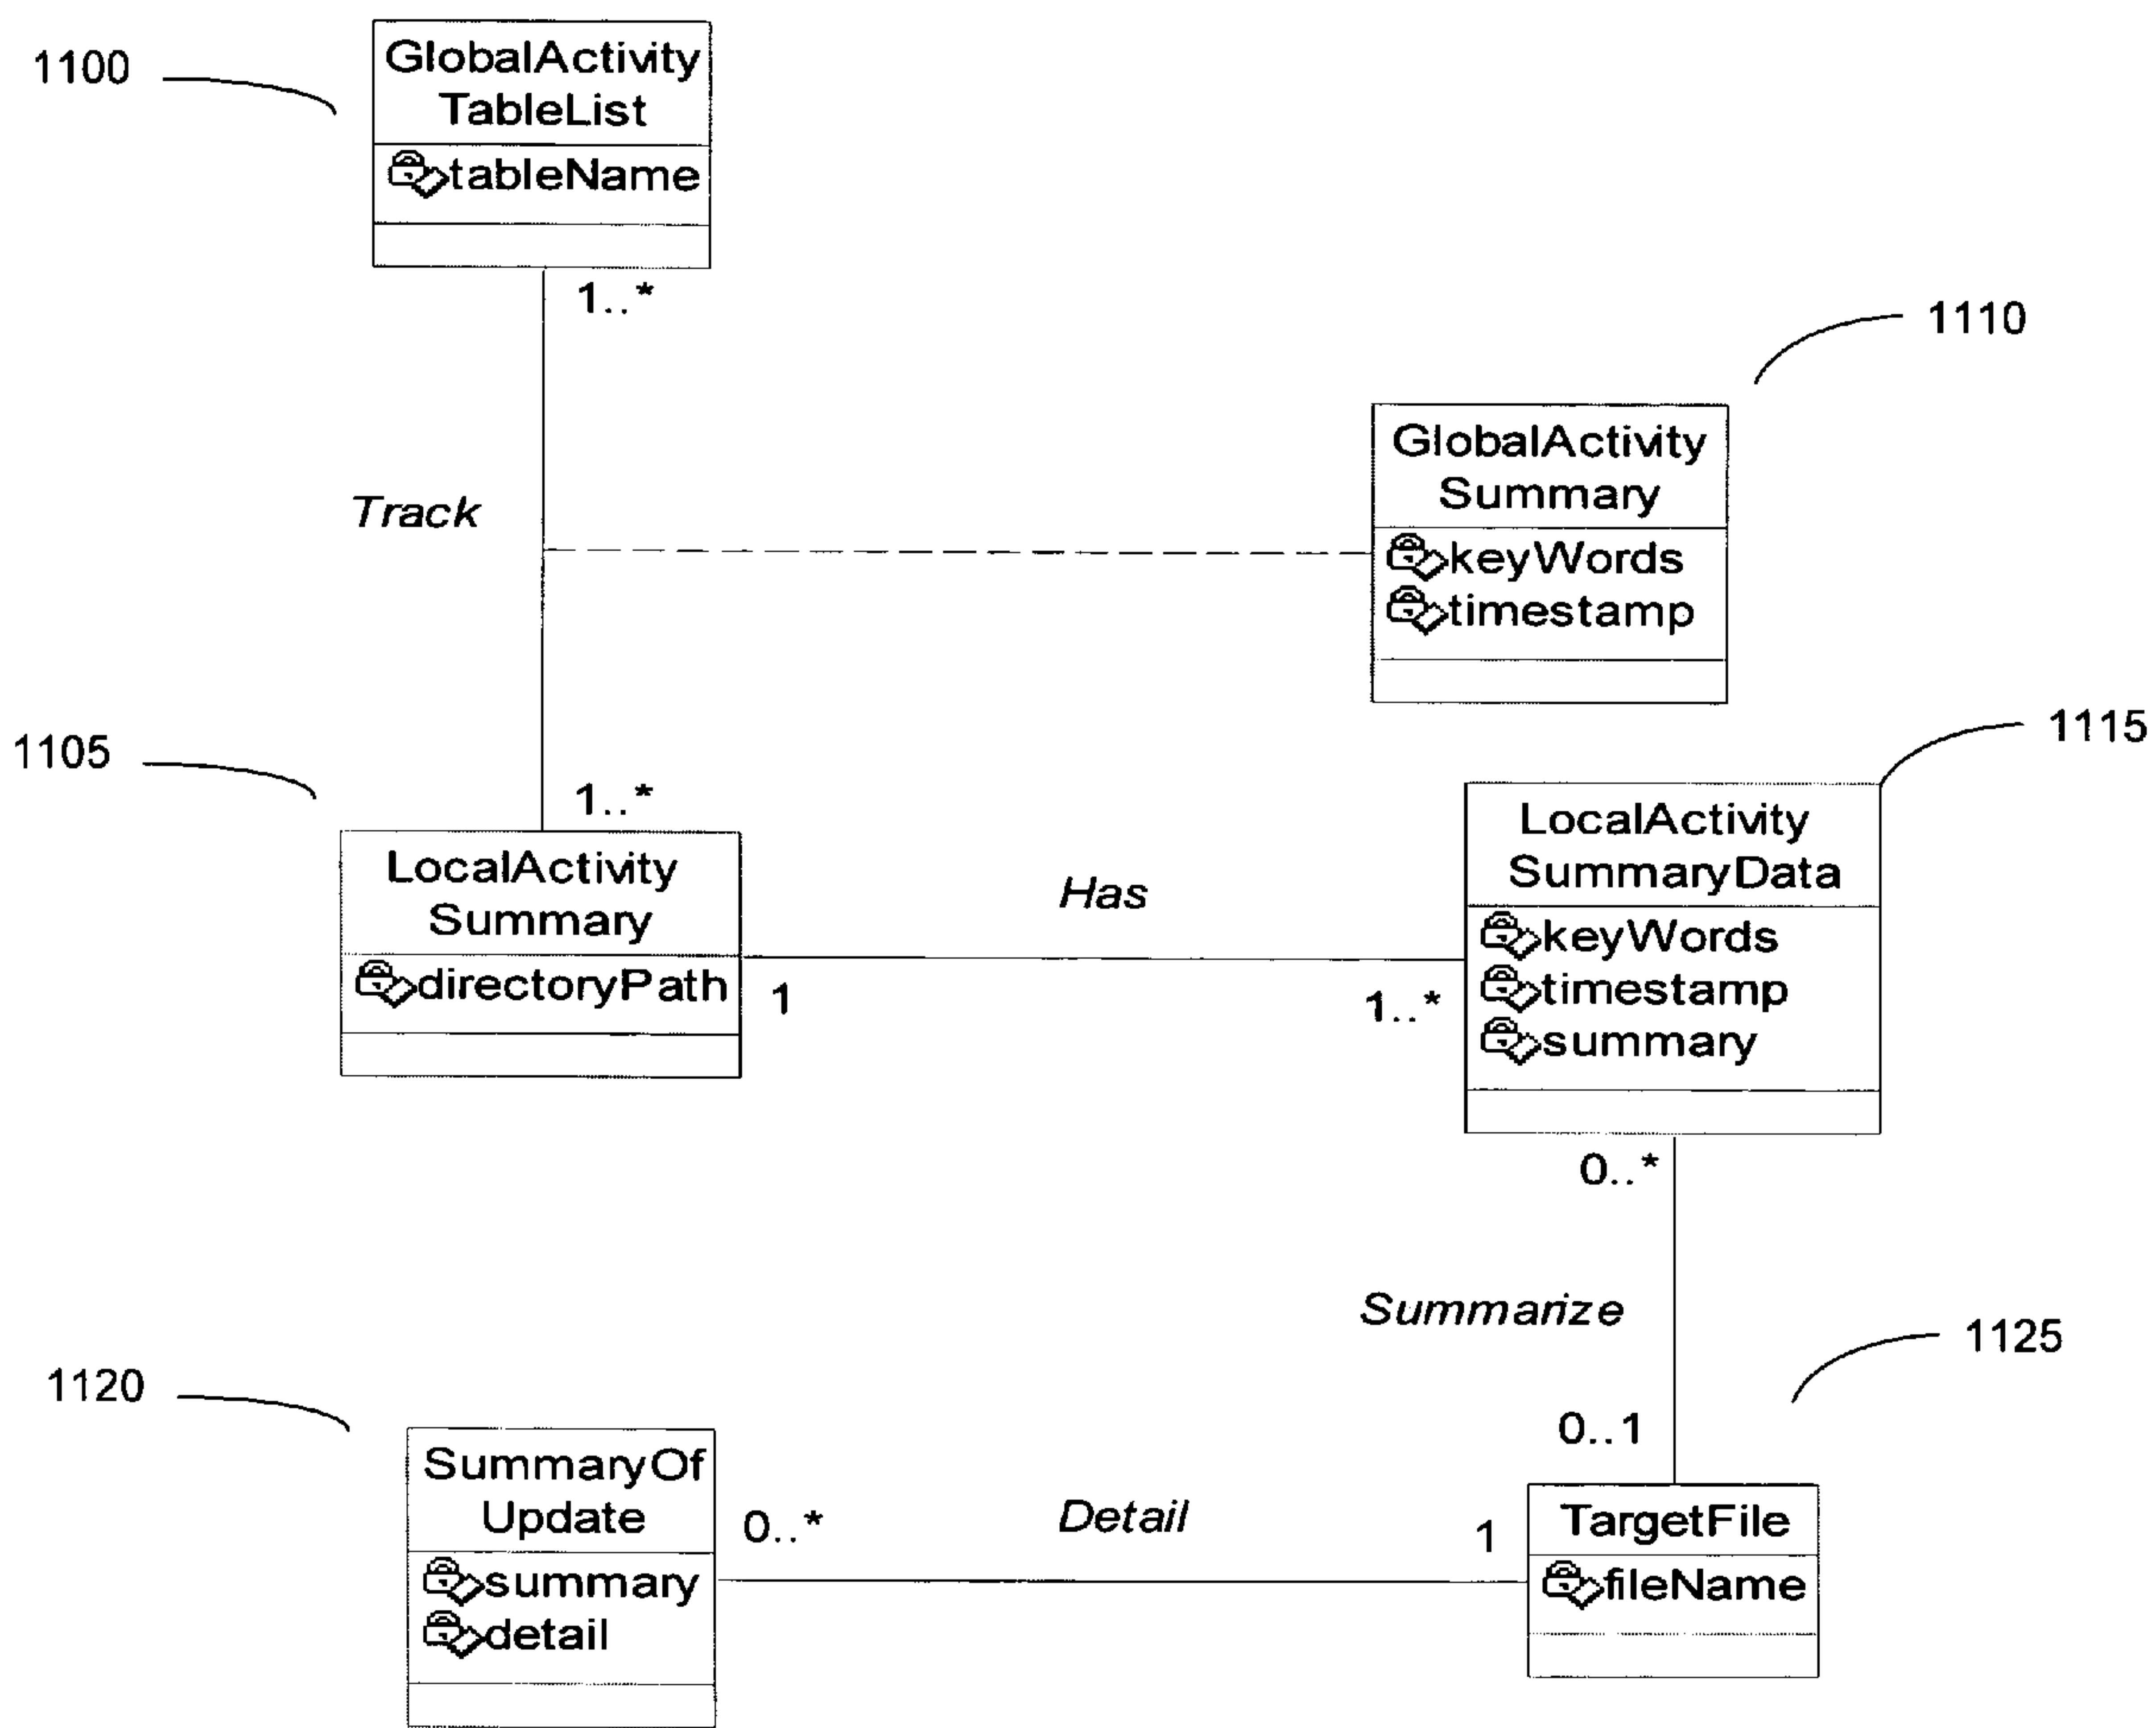 1100
GlobalActivity
TableList
tableName
1..*
1110
GlobalActivity
Summary
keyWords
timestamp
Track
1105
1..*
LocalActivity
Summary
directoryPath
1
Has
1..*
1115
LocalActivity
SummaryData
keyWords
timestamp
summary
0..*
Summarize
1125
0..1
1120
SummaryOf
Update
summary
detail
0..*
Detail
1
TargetFile
fileName